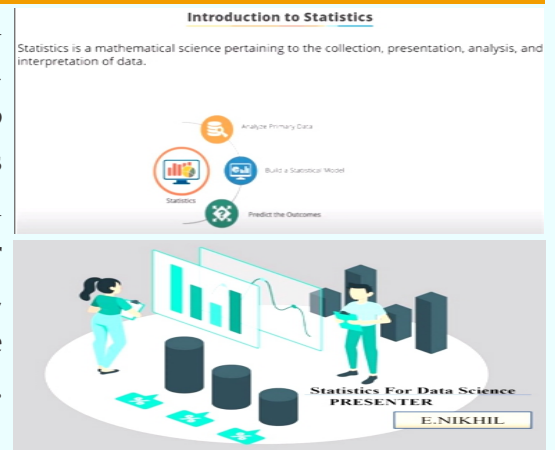 Introduction to Statistics
Statistics is a mathematical science pertaining to the collection, presentation, analysis, and
interpretation of data.
Analyze Primary Data
Build a Statistical Model
Statistics
Predict the Outcomes
Statistics For Data Science
PRESENTER
E.NIKHIL